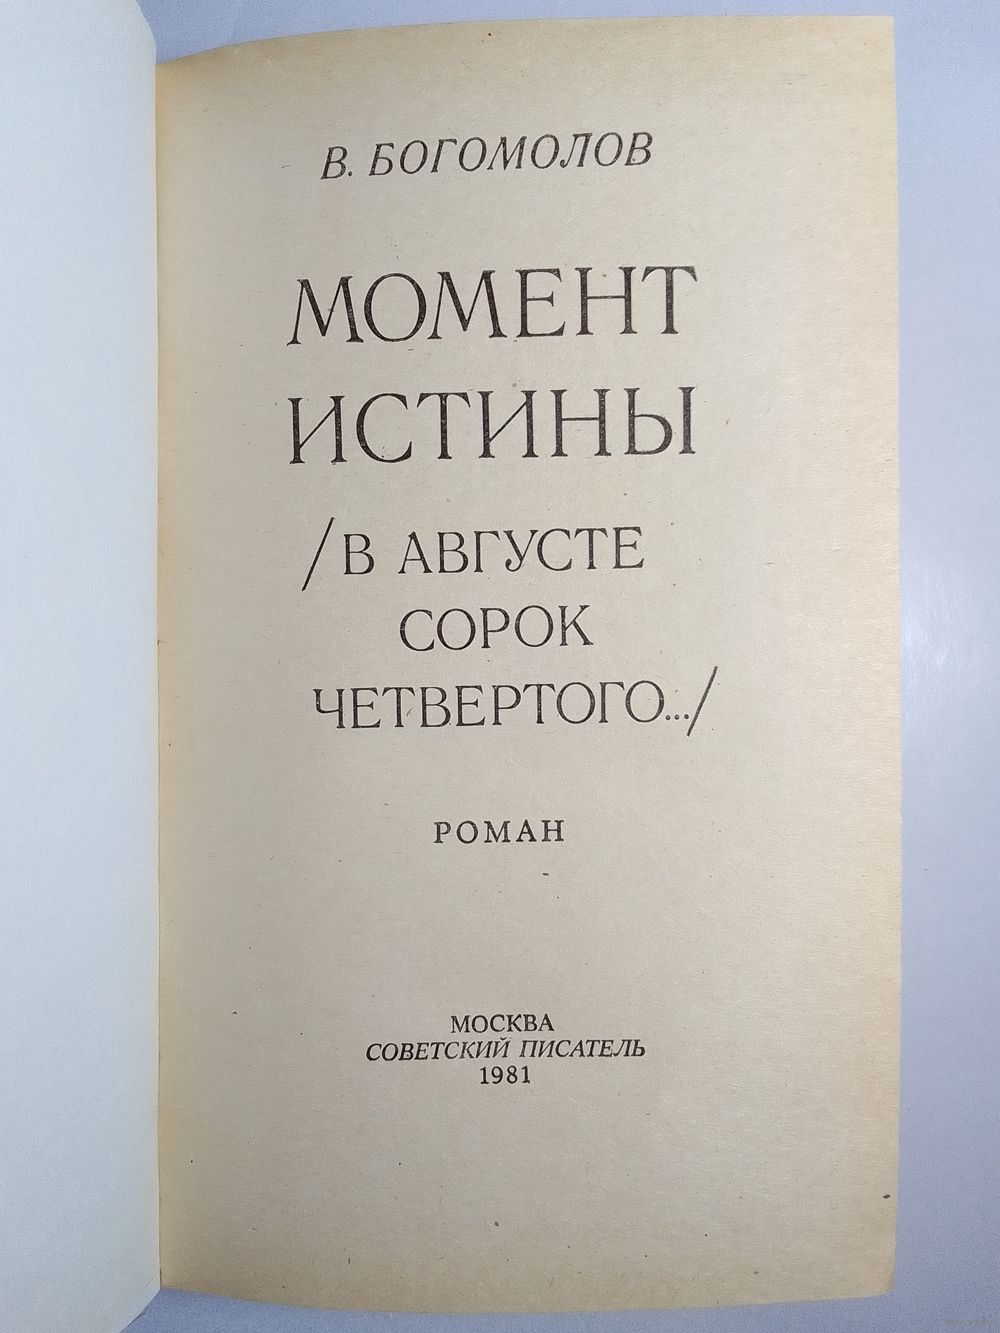 В. БОГОМОЛОВ
МОМЕНТ
ИСТИНЫ
/В АВГУСТЕ
СОРОК
ЧЕТВЕРТОГО.../
РОМАН
МОСКВА
СОВЕТСКИЙ ПИСАТЕЛЬ
1981